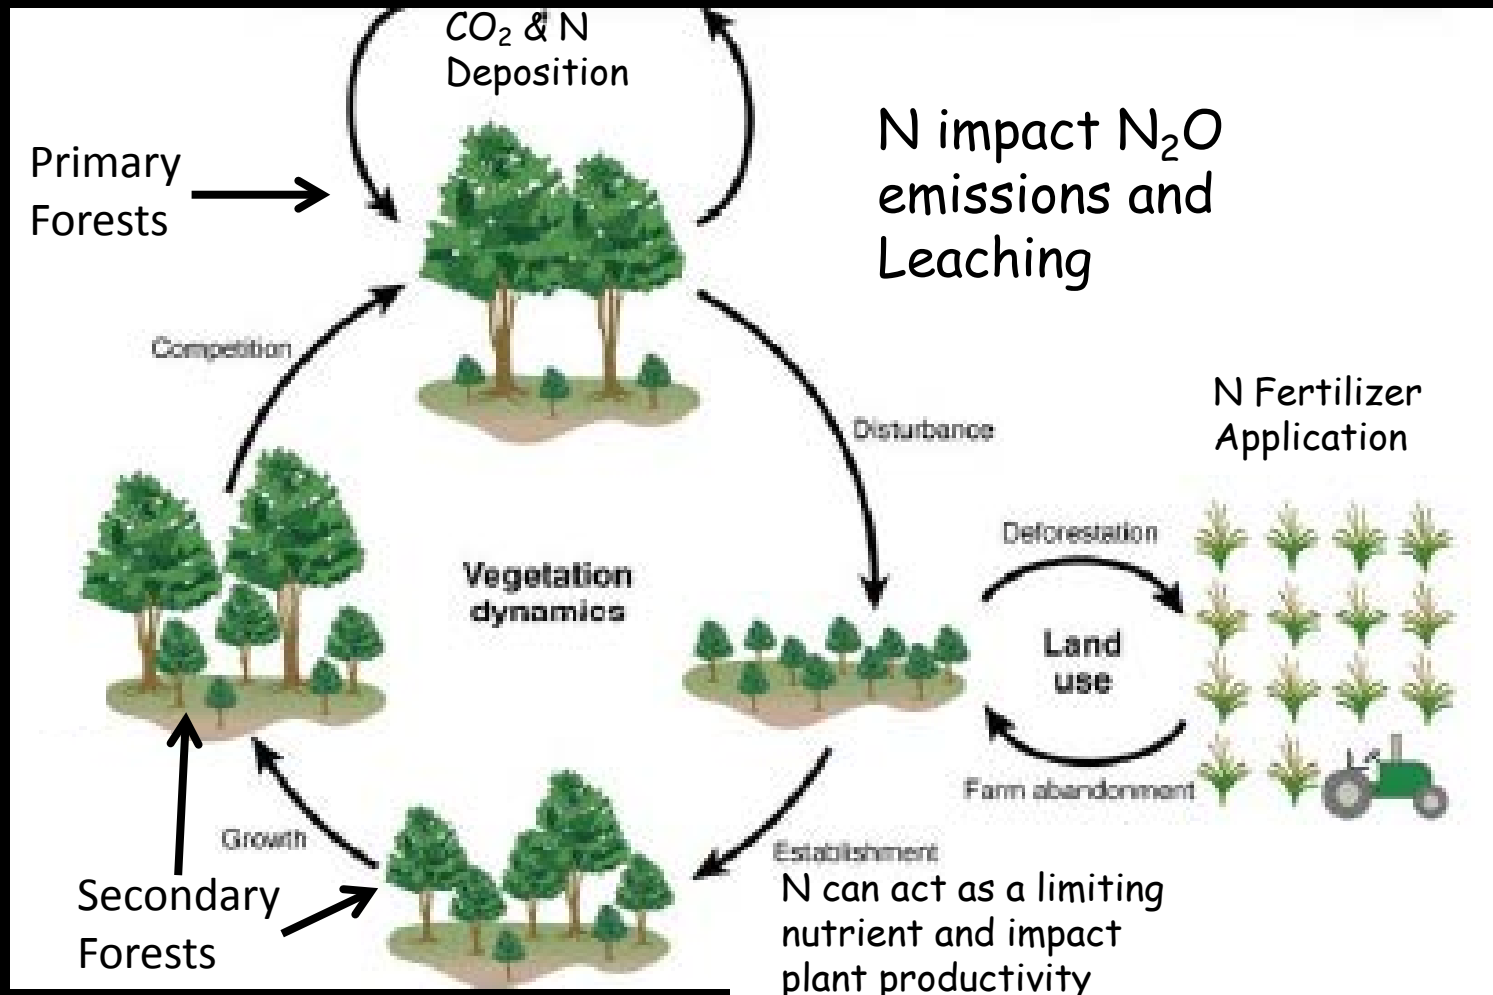 CO₂ & N
Deposition
Primary
Forests
N impact N₂O
emissions and
Leaching
Competition
Disturbance
N Fertilizer
Application
Deforestation
Vegetation
dynamics
Land
use
Farm abandonment
Growth
Establishment
Secondary
Forests
N can act as a limiting
nutrient and impact
plant productivity